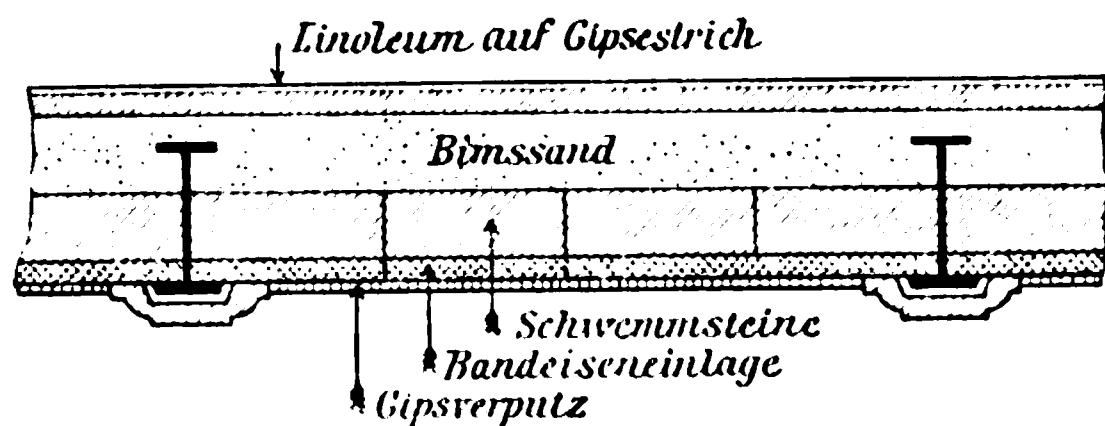 Linoleum auf Gipsestrich
Bimssand
Schwemmsteine
Bandeiseneinlage
Gipsverputz